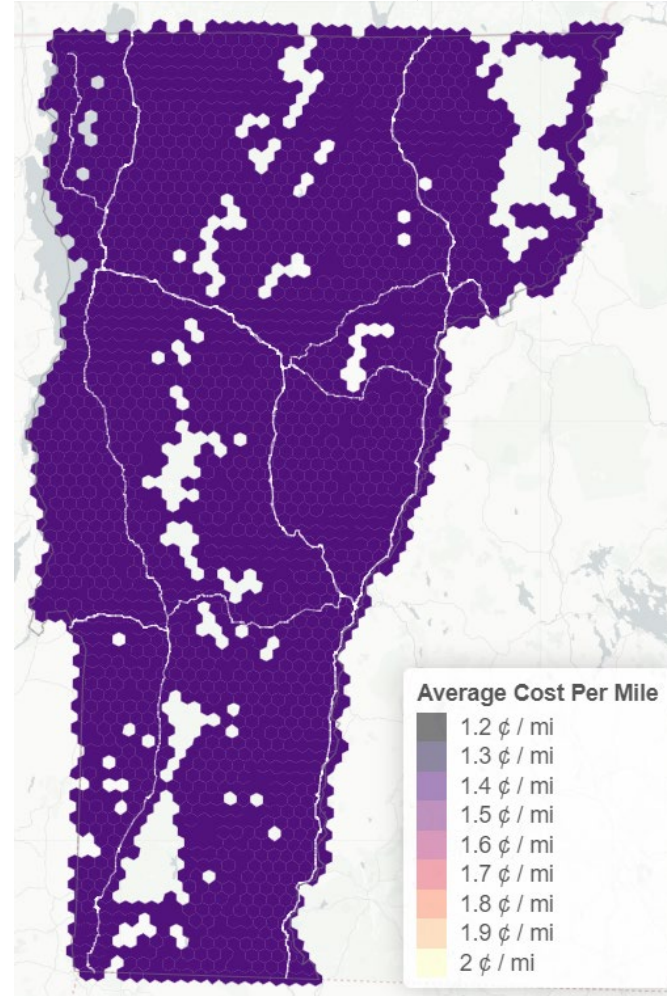 Average Cost Per Mile
1.2 ¢ / mi
1.3 ¢ / mi
1.4 ¢ / mi
1.5 ¢ / mi
1.6 ¢ / mi
1.7 ¢ / mi
1.8 ¢ / mi
1.9 ¢ / mi
2 ¢ / mi